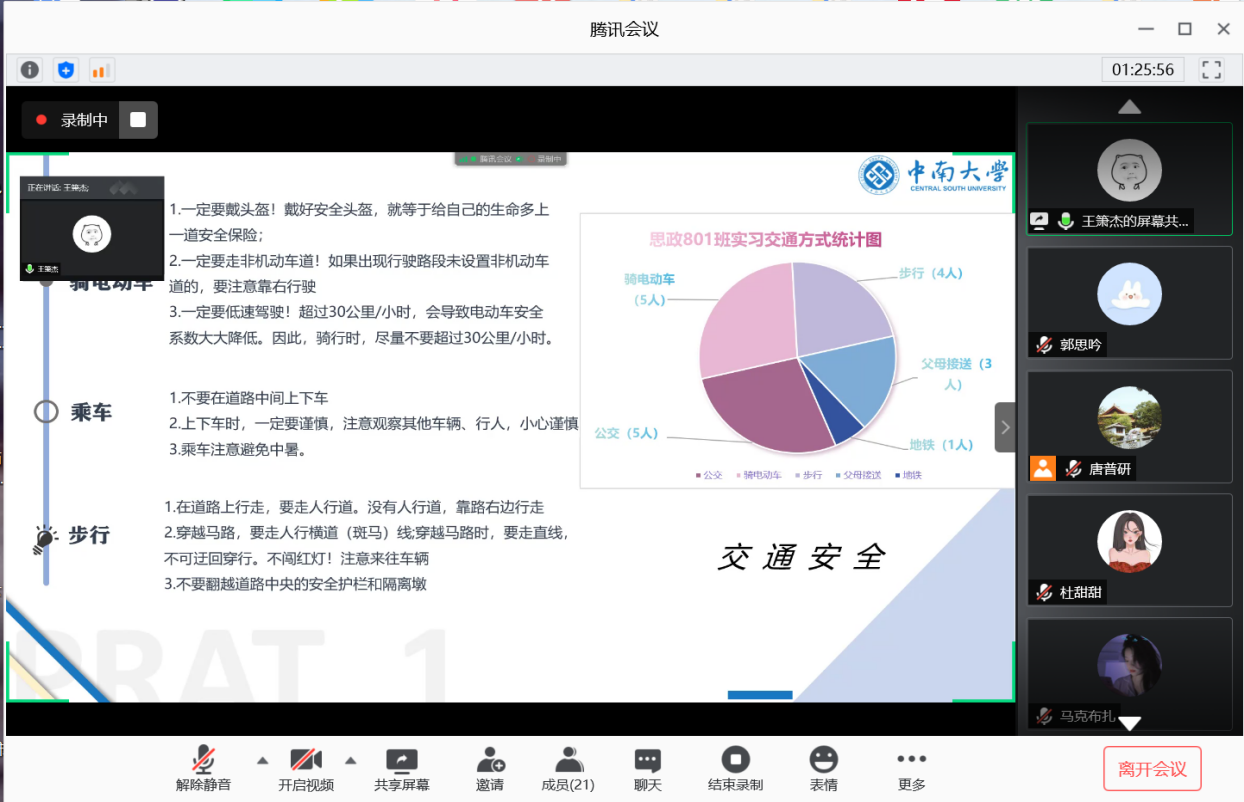 腾讯会议
01:25:56
录制中
腾讯会议 录制中
中南大学
CENTRAL SOUTH UNIVERSITY
正在讲话: 王箫杰;
王箫杰
骑电动车
1.一定要戴头盔！戴好安全头盔，就等于给自己的生命多上
一道安全保险；
2.一定要走非机动车道！如果出现行驶路段未设置非机动车
道的，要注意靠右行驶
3.一定要低速驾驶！超过30公里/小时，会导致电动车安全
系数大大降低。因此，骑行时，尽量不要超过30公里/小时。
乘车
1.不要在道路中间上下车
2.上下车时，一定要谨慎，注意观察其他车辆、行人，小心谨慎
3.乘车注意避免中暑。
步行
1.在道路上行走，要走人行道。没有人行道，靠路右边行走
2.穿越马路，要走人行横道（斑马）线;穿越马路时，要走直线，
不可迂回穿行。不闯红灯！注意来往车辆
3.不要翻越道路中央的安全护栏和隔离墩
PRAT 1
思政801班实习交通方式统计图
骑电动车
（5人）
步行（4人）
父母接送（3
人）
公交（5人）
地铁（1人）
公交 骑电动车 步行 父母接送 地铁
交通安全
王箫杰的屏幕共...
郭思吟
唐普研
杜甜甜
马克布扎
解除静音
开启视频
共享屏幕
邀请
成员(21)
聊天
结束录制
表情
更多
离开会议